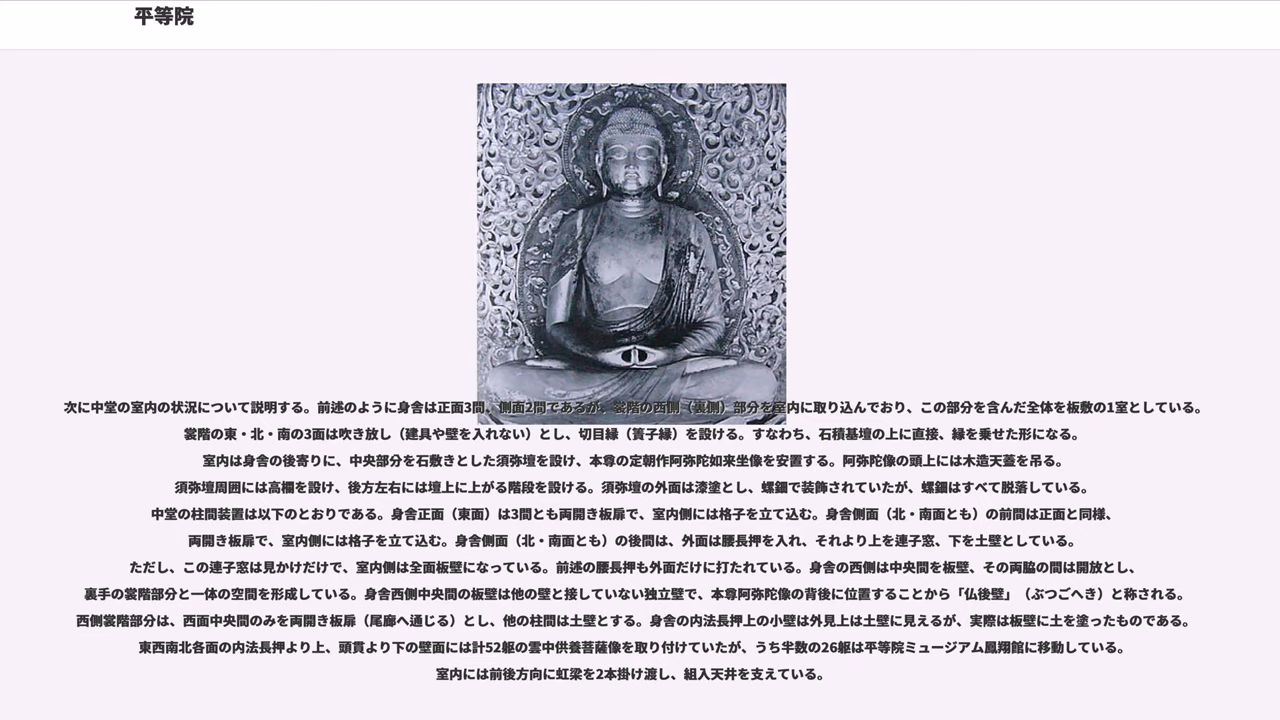 平等院
次に中堂の室内の状況について説明する。前述のように身舎は正面3間、側面2間であるが、裳階の西側（裏側）部分を室内に取り込んでおり、この部分を含んだ全体を板敷の1室としている。
裳階の東・北・南の3面は吹き放し（建具や壁を入れない）とし、切目縁（簀子縁）を設ける。すなわち、石積基壇の上に直接、縁を乗せた形になる。
室内は身舎の後寄りに、中央部分を石敷きとした須弥壇を設け、本尊の定朝作阿弥陀如来坐像を安置する。阿弥陀像の頭上には木造天蓋を吊る。
須弥壇周囲には高欄を設け、後方左右には壇上に上がる階段を設ける。須弥壇の外面は漆塗とし、螺鈿で装飾されていたが、螺鈿はすべて脱落している。
中堂の柱間装置は以下のとおりである。身舎正面（東面）は3間とも両開き板扉で、室内側には格子を立て込む。身舎側面（北・南面とも）の前間は正面と同様、
両開き板扉で、室内側には格子を立て込む。身舎側面（北・南面とも）の後間は、外面は腰長押を入れ、それより上を連子窓、下を土壁としている。
ただし、この連子窓は見かけだけで、室内側は全面板壁になっている。前述の腰長押も外面だけに打たれている。身舎の西側は中央間を板壁、その両脇の間は開放とし、
裏手の裳階部分と一体の空間を形成している。身舎西側中央間の板壁は他の壁と接していない独立壁で、本尊阿弥陀像の背後に位置することから「仏後壁」（ぶつごへき）と称される。
西側裳階部分は、西面中央間のみを両開き板扉（尾廊へ通じる）とし、他の柱間は土壁とする。身舎の内法長押上の小壁は外見上は土壁に見えるが、実際は板壁に土を塗ったものである。
東西南北各面の内法長押より上、頭貫より下の壁面には計52躯の雲中供養菩薩像を取り付けていたが、うち半数の26躯は平等院ミュージアム鳳翔館に移動している。
室内には前後方向に虹梁を2本掛け渡し、組入天井を支えている。